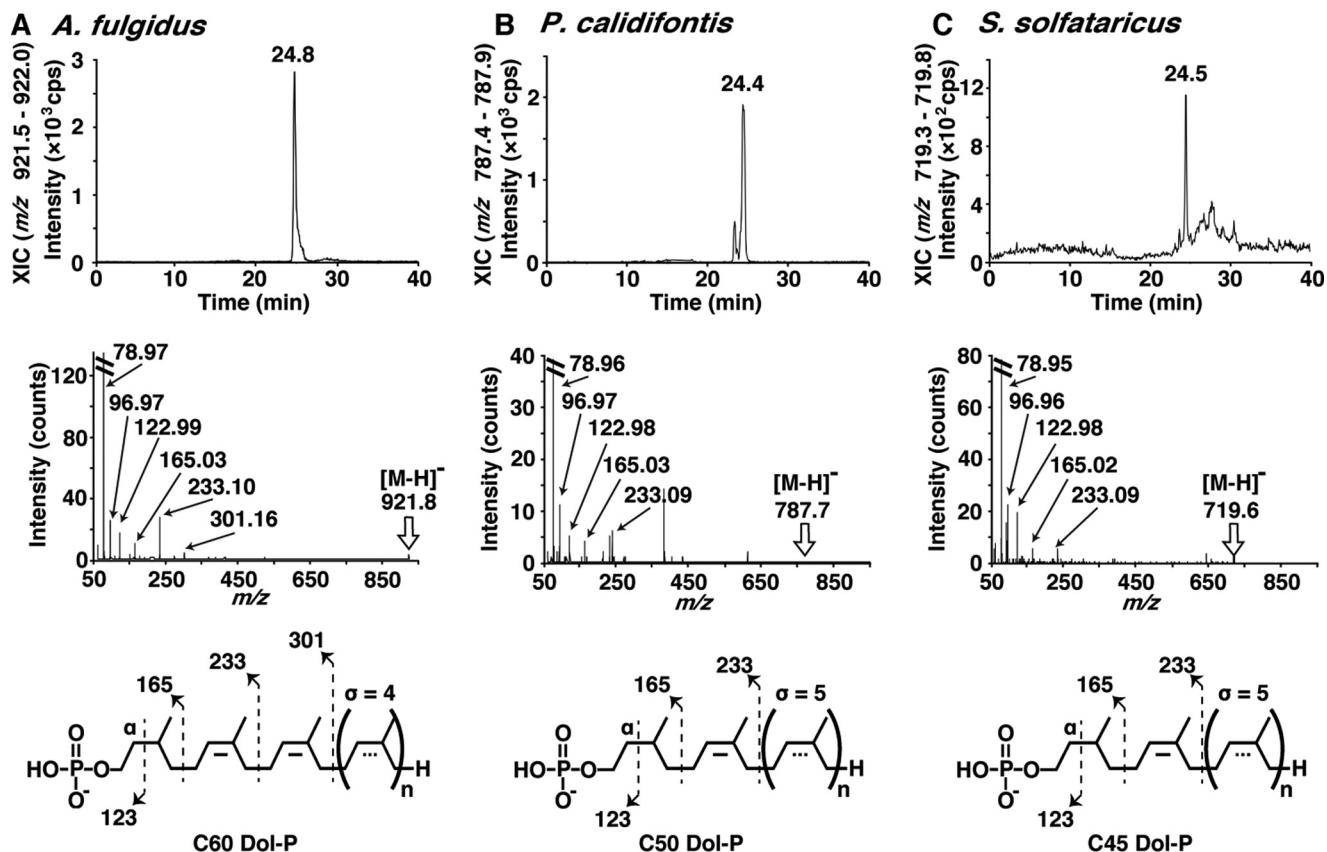 A A. fulgidus
XIC (m/z 921.5 - 922.0)
Intensity (×10³ cps)
3
2
1
0
24.8
0 10 20 30 40
Time (min)
B P. calidifontis
XIC (m/z 787.4 - 787.9)
Intensity (×10³ cps)
3
2
1
0
24.4
0 10 20 30 40
Time (min)
C S. solfataricus
XIC (m/z 719.3 - 719.8)
Intensity (×10² cps)
12
8
4
0
24.5
0 10 20 30 40
Time (min)
Intensity (counts)
120
80
40
0
78.97
96.97
122.99
165.03
233.10
301.16
[M-H]⁻
921.8
50 250 450 650 850
m/z
Intensity (counts)
40
30
20
10
0
78.96
96.97
122.98
165.03
233.09
[M-H]⁻
787.7
50 250 450 650 850
m/z
Intensity (counts)
80
60
40
20
0
78.95
96.96
122.98
165.02
233.09
[M-H]⁻
719.6
50 250 450 650 850
m/z
301
233
165
σ = 4
α
O
HO-P-O
O⁻
...
H
n
123
C60 Dol-P
233
165
σ = 5
α
O
HO-P-O
O⁻
...
H
n
123
C50 Dol-P
233
165
σ = 5
α
O
HO-P-O
O⁻
...
H
n
123
C45 Dol-P